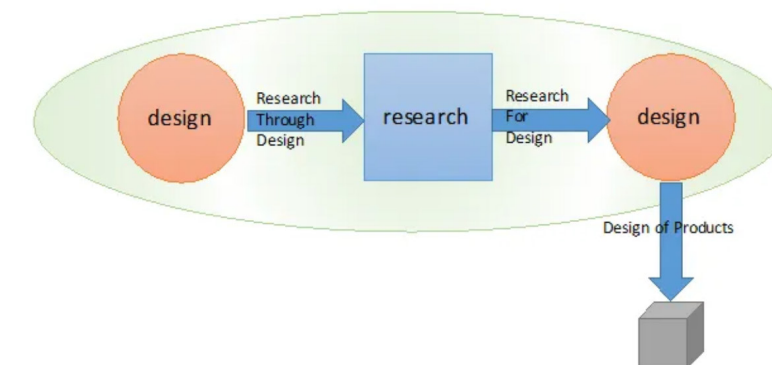 design
Research
Through
Design
research
Research
For
Design
design
Design of Products